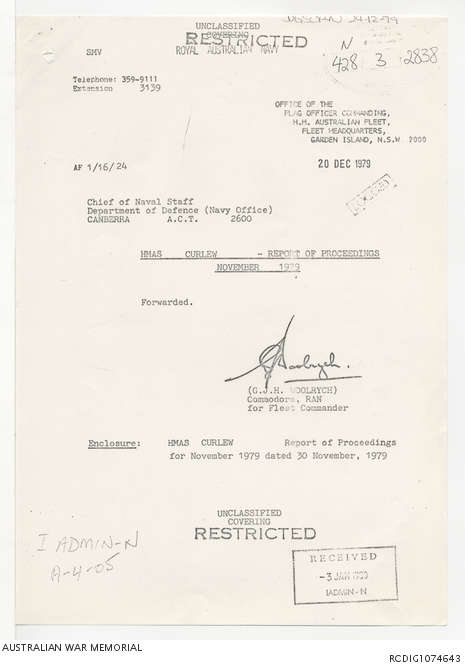 UNCLASSIFIED
COVERING
RESTRICTED
ROYAL AUSTRALIAN NAVY
N
428 3 2838
SMV
Telephone: 359-9111
Extension 3139
OFFICE OF THE
FLAG OFFICER COMMANDING,
H.M. AUSTRALIAN FLEET,
FLEET HEADQUARTERS,
GARDEN ISLAND, N.S.W. 2000
AF 1/16/24
20 DEC 1979
Chief of Naval Staff
Department of Defence (Navy Office)
CANBERRA A.C.T. 2600
HMAS CURLEW - REPORT OF PROCEEDINGS
NOVEMBER 1979
Forwarded.
(G.J.H. WOOLRYCH)
Commodore, RAN
for Fleet Commander
Enclosure: HMAS CURLEW Report of Proceedings
for November 1979 dated 30 November, 1979
UNCLASSIFIED
COVERING
RESTRICTED
I ADMIN-N
A-4-05
RECEIVED
-3 JAN 1980
IADMIN-N
AUSTRALIAN WAR MEMORIAL
RCDIG1074643